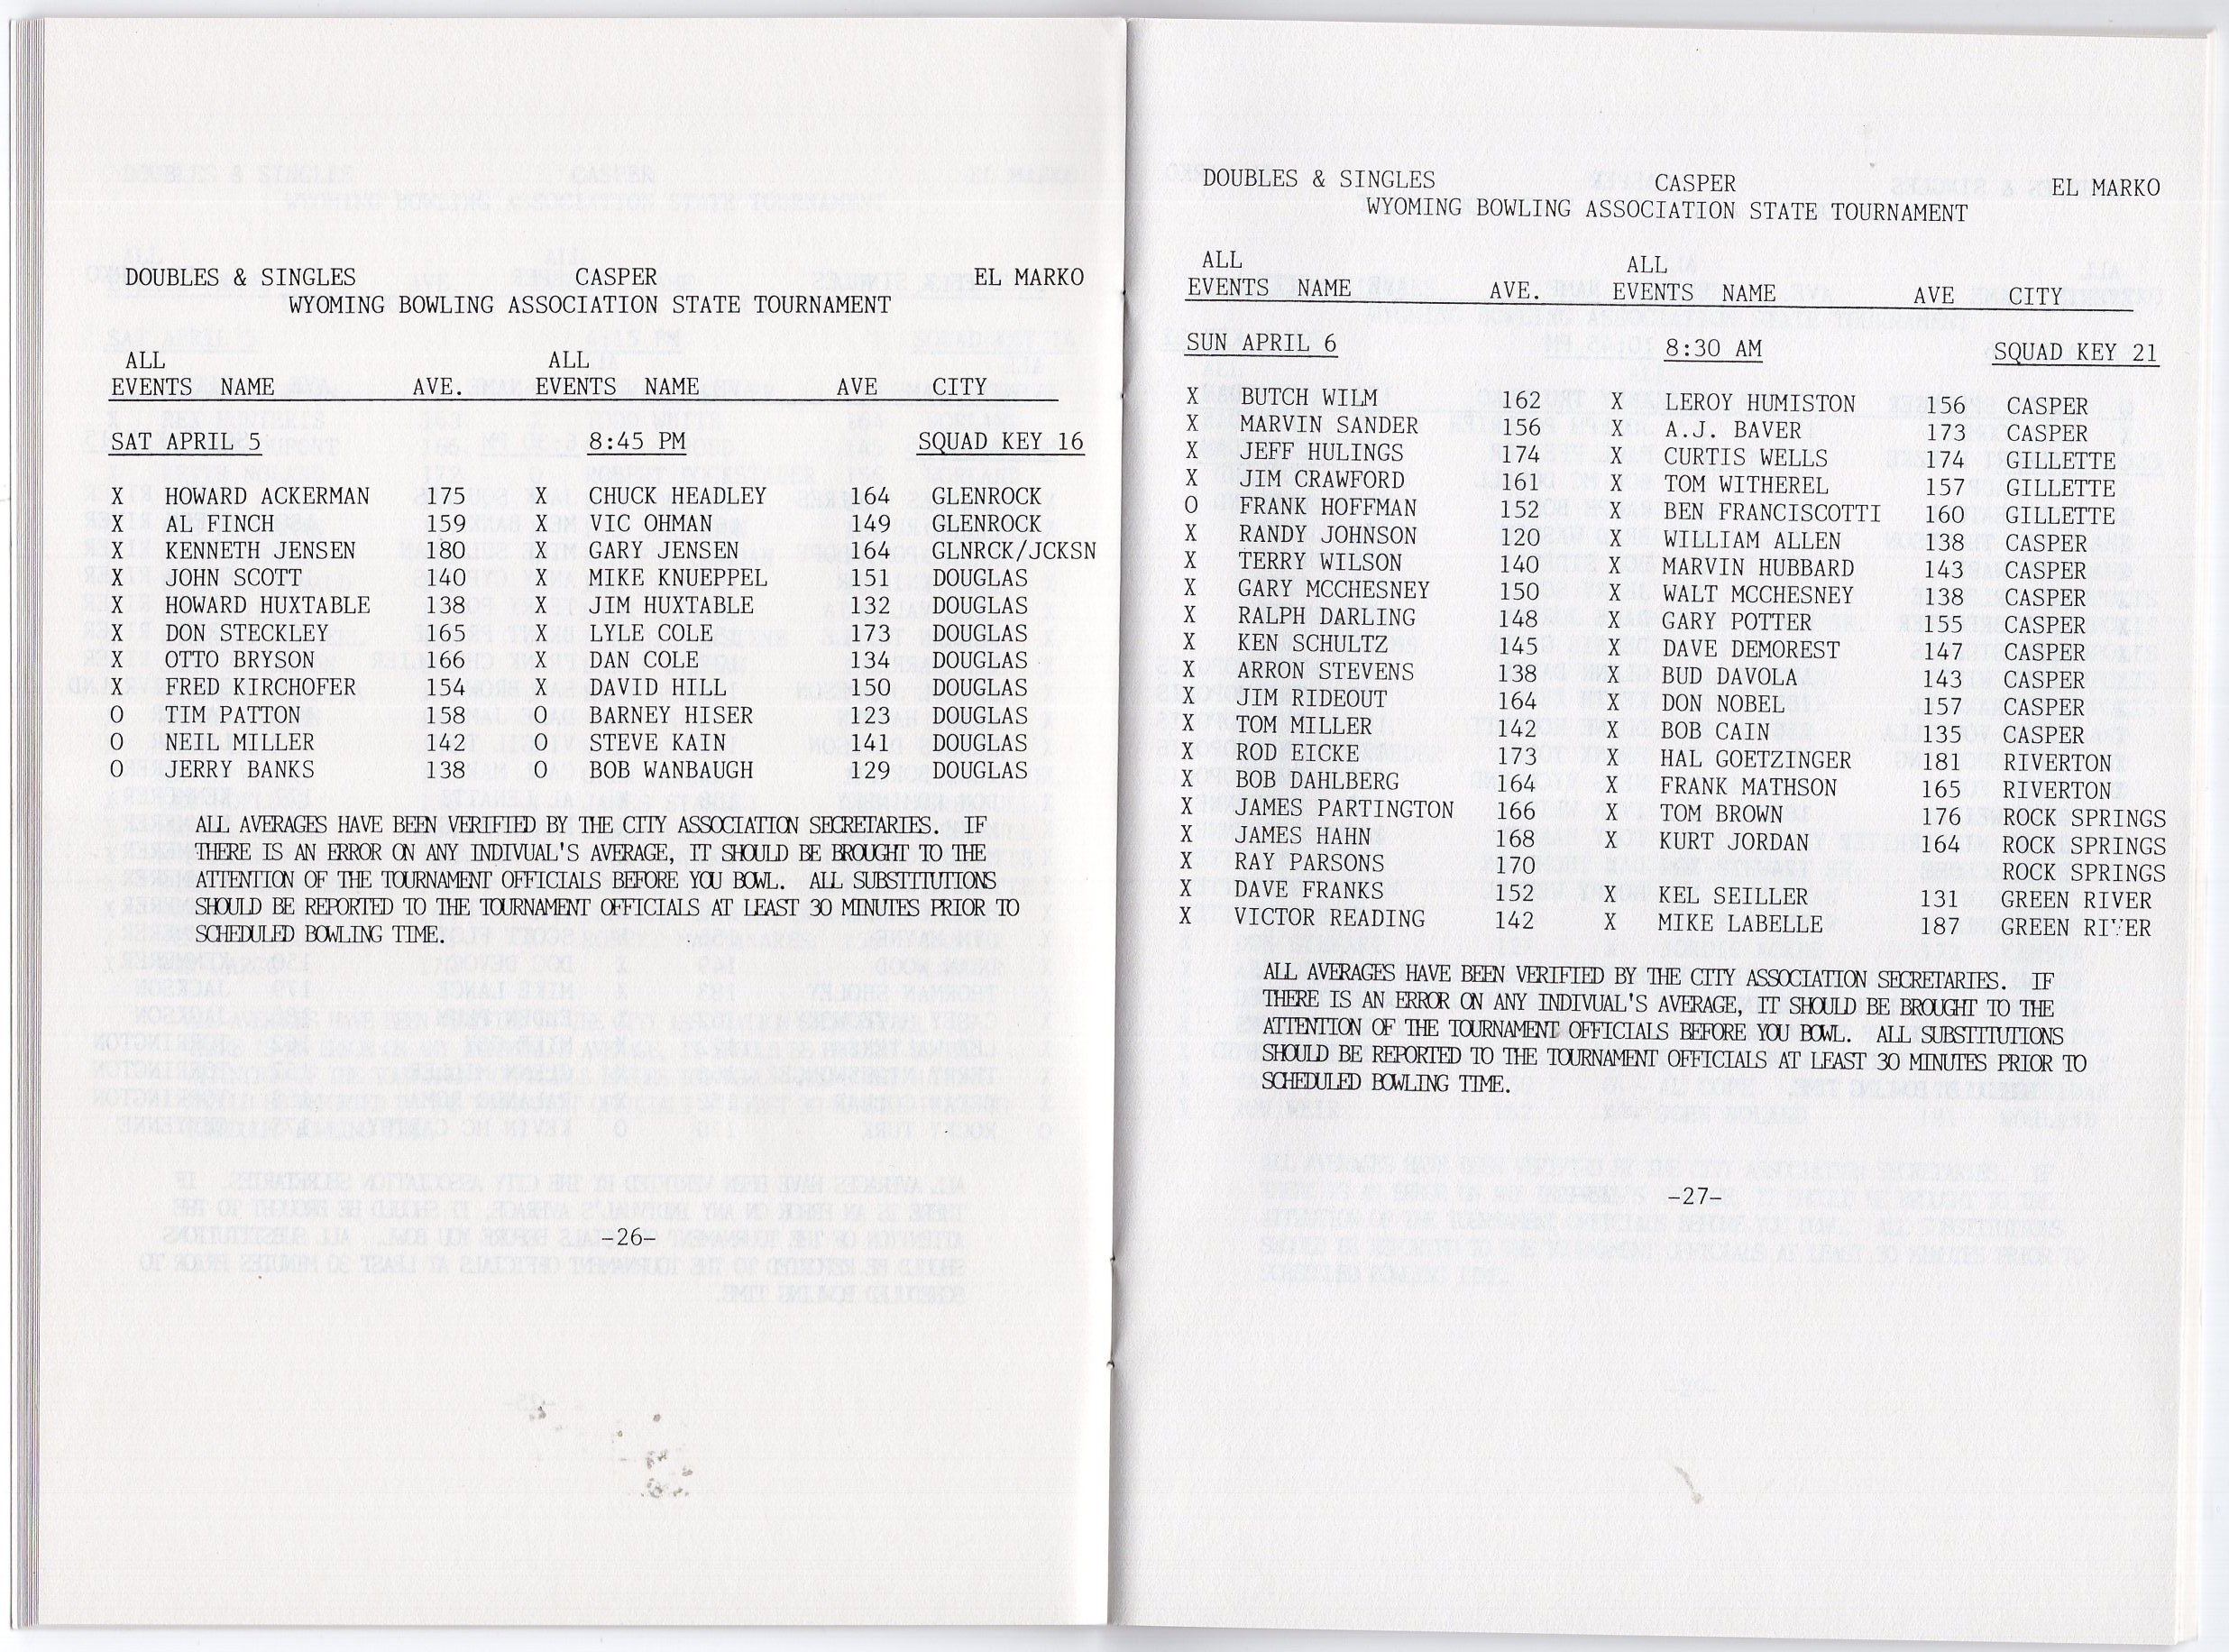 DOUBLES & SINGLES CASPER EL MARKO
WYOMING BOWLING ASSOCIATION STATE TOURNAMENT
ALL ALL
EVENTS NAME AVE. EVENTS NAME AVE CITY
SAT APRIL 5 8:45 PM SQUAD KEY 16
X HOWARD ACKERMAN 175 X CHUCK HEADLEY 164 GLENROCK
X AL FINCH 159 X VIC OHMAN 149 GLENROCK
X KENNETH JENSEN 180 X GARY JENSEN 164 GLNRCK/JCKSN
X JOHN SCOTT 140 X MIKE KNUEPPEL 151 DOUGLAS
X HOWARD HUXTABLE 138 X JIM HUXTABLE 132 DOUGLAS
X DON STECKLEY 165 X LYLE COLE 173 DOUGLAS
X OTTO BRYSON 166 X DAN COLE 134 DOUGLAS
X FRED KIRCHOFER 154 X DAVID HILL 150 DOUGLAS
O TIM PATTON 158 O BARNEY HISER 123 DOUGLAS
O NEIL MILLER 142 O STEVE KAIN 141 DOUGLAS
O JERRY BANKS 138 O BOB WANBAUGH 129 DOUGLAS
ALL AVERAGES HAVE BEEN VERIFIED BY THE CITY ASSOCIATION SECRETARIES. IF
THERE IS AN ERROR ON ANY INDIVUAL'S AVERAGE, IT SHOULD BE BROUGHT TO THE
ATTENTION OF THE TOURNAMENT OFFICIALS BEFORE YOU BOWL. ALL SUBSTITUTIONS
SHOULD BE REPORTED TO THE TOURNAMENT OFFICIALS AT LEAST 30 MINUTES PRIOR TO
SCHEDULED BOWLING TIME.
-26-
DOUBLES & SINGLES CASPER EL MARKO
WYOMING BOWLING ASSOCIATION STATE TOURNAMENT
ALL ALL
EVENTS NAME AVE. EVENTS NAME AVE CITY
SUN APRIL 6 8:30 AM SQUAD KEY 21
X BUTCH WILM 162 X LEROY HUMISTON 156 CASPER
X MARVIN SANDER 156 X A.J. BAVER 173 CASPER
X JEFF HULINGS 174 X CURTIS WELLS 174 GILLETTE
X JIM CRAWFORD 161 X TOM WITHEREL 157 GILLETTE
O FRANK HOFFMAN 152 X BEN FRANCISCOTTI 160 GILLETTE
X RANDY JOHNSON 120 X WILLIAM ALLEN 138 CASPER
X TERRY WILSON 140 X MARVIN HUBBARD 143 CASPER
X GARY MCCHESNEY 150 X WALT MCCHESNEY 138 CASPER
X RALPH DARLING 148 X GARY POTTER 155 CASPER
X KEN SCHULTZ 145 X DAVE DEMOREST 147 CASPER
X ARRON STEVENS 138 X BUD DAVOLA 143 CASPER
X JIM RIDEOUT 164 X DON NOBEL 157 CASPER
X TOM MILLER 142 X BOB CAIN 135 CASPER
X ROD EICKE 173 X HAL GOETZINGER 181 RIVERTON
X BOB DAHLBERG 164 X FRANK MATHSON 165 RIVERTON
X JAMES PARTINGTON 166 X TOM BROWN 176 ROCK SPRINGS
X JAMES HAHN 168 X KURT JORDAN 164 ROCK SPRINGS
X RAY PARSONS 170 ROCK SPRINGS
X DAVE FRANKS 152 X KEL SEILLER 131 GREEN RIVER
X VICTOR READING 142 X MIKE LABELLE 187 GREEN RIVER
ALL AVERAGES HAVE BEEN VERIFIED BY THE CITY ASSOCIATION SECRETARIES. IF
THERE IS AN ERROR ON ANY INDIVUAL'S AVERAGE, IT SHOULD BE BROUGHT TO THE
ATTENTION OF THE TOURNAMENT OFFICIALS BEFORE YOU BOWL. ALL SUBSTITUTIONS
SHOULD BE REPORTED TO THE TOURNAMENT OFFICIALS AT LEAST 30 MINUTES PRIOR TO
SCHEDULED BOWLING TIME.
-27-